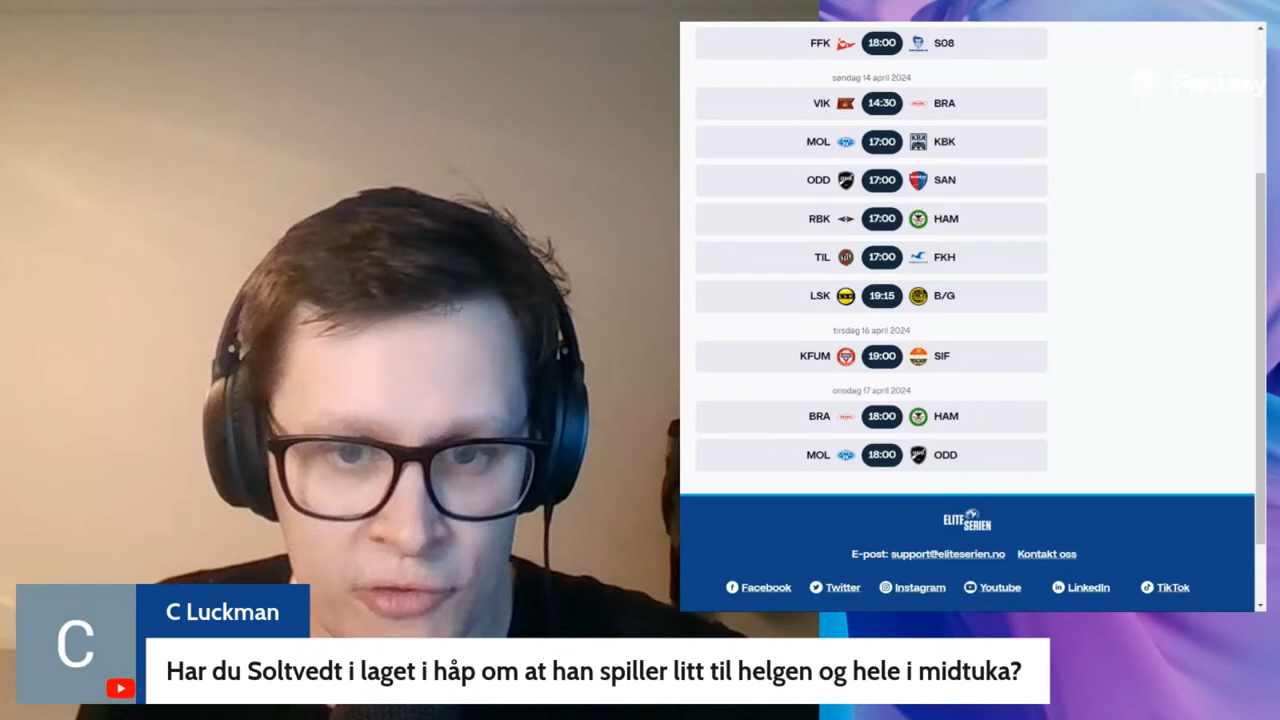 FFK 18:00 S08
søndag 14 april 2024
VIK 14:30 BRA
MOL 17:00 KBK
ODD 17:00 SAN
RBK 17:00 HAM
TIL 17:00 FKH
LSK 19:15 B/G
tirsdag 16 april 2024
KFUM 19:00 SIF
onsdag 17 april 2024
BRA 18:00 HAM
MOL 18:00 ODD
ELITE
SERIEN
E-post: support@eliteserien.no Kontakt oss
Facebook Twitter Instagram Youtube LinkedIn TikTok
C
C Luckman
Har du Soltvedt i laget i håp om at han spiller litt til helgen og hele i midtuka?